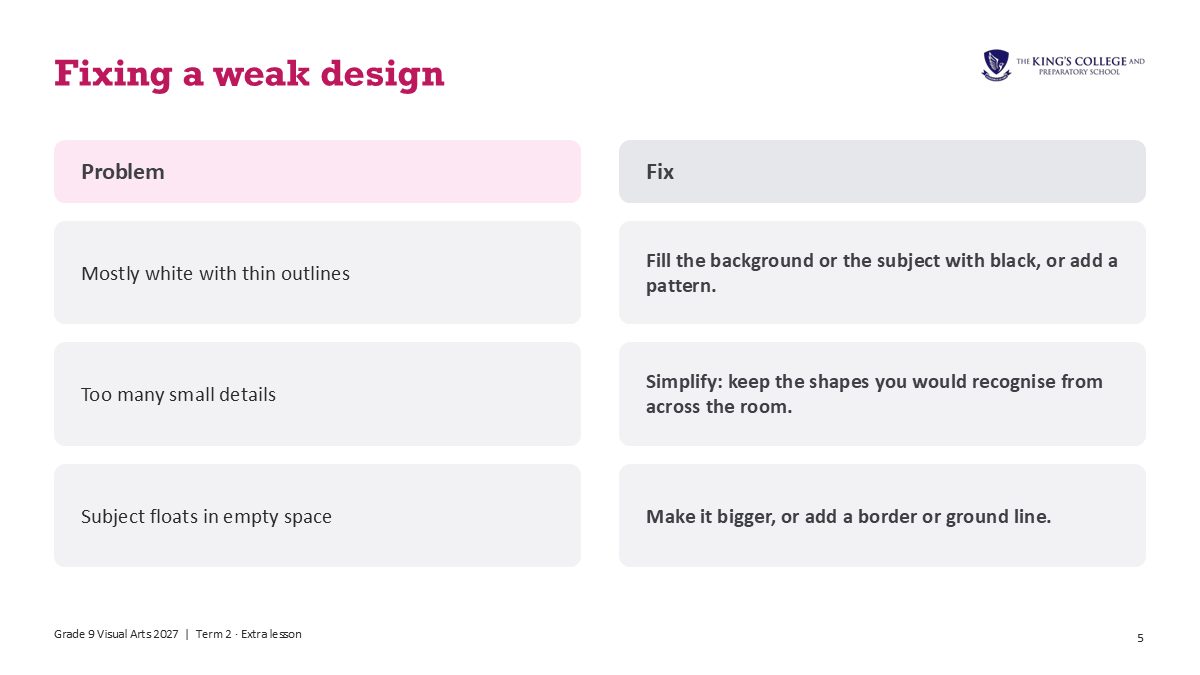 Fixing a weak design
THE KING'S COLLEGE AND
PREPARATORY SCHOOL
Problem
Fix
Mostly white with thin outlines
Fill the background or the subject with black, or add a
pattern.
Too many small details
Simplify: keep the shapes you would recognise from
across the room.
Subject floats in empty space
Make it bigger, or add a border or ground line.
Grade 9 Visual Arts 2027 | Term 2 · Extra lesson
5